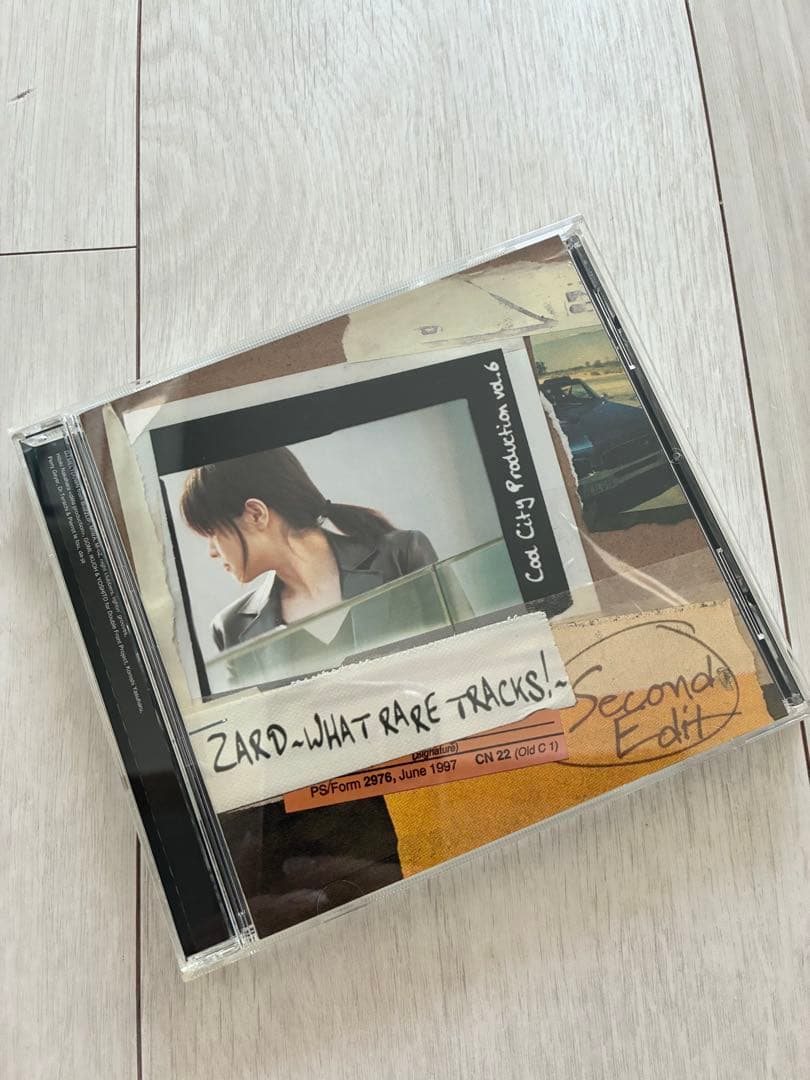 Cool City Production vol.6
ZARD~WHAT RARE TRACKS!~
Second
Edit
(signature)
PS/Form 2976, June 1997 CN 22 (Old C 1)